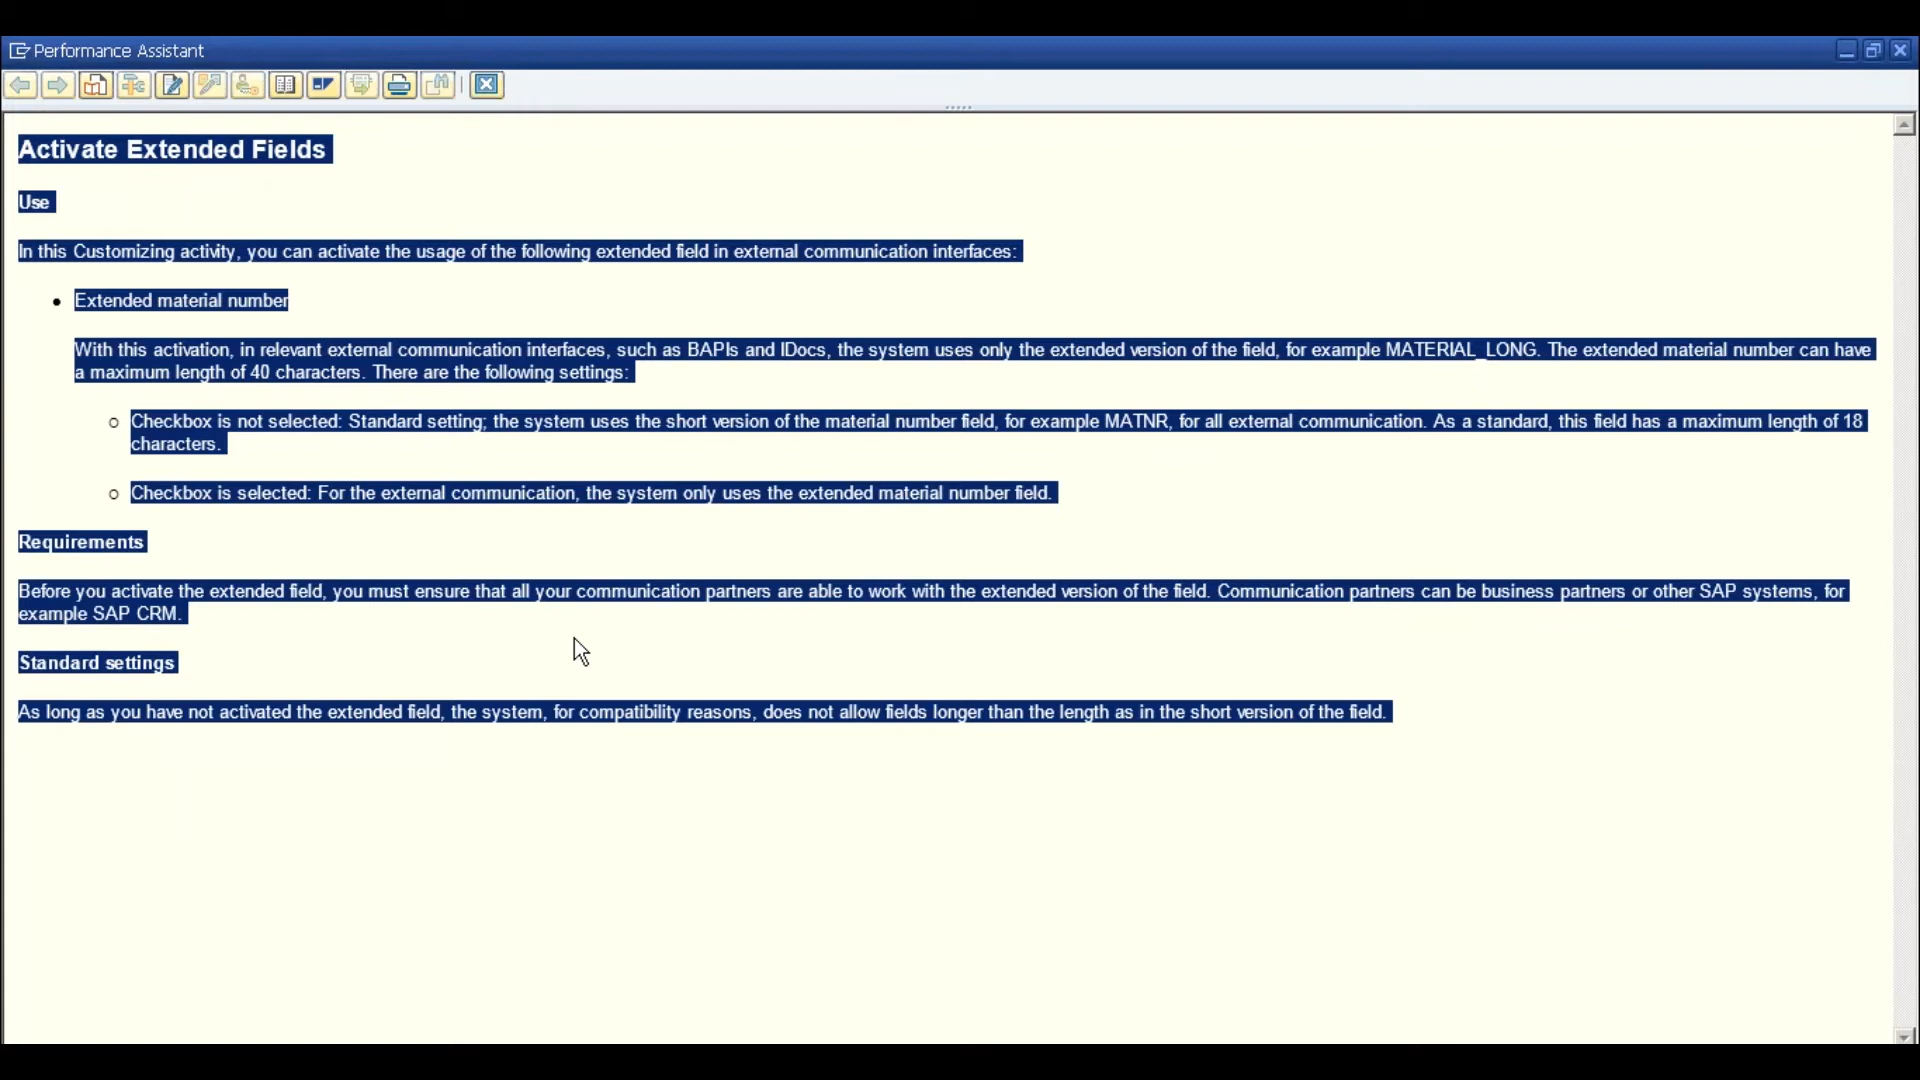 Performance Assistant
Activate Extended Fields
Use
In this Customizing activity, you can activate the usage of the following extended field in external communication interfaces:
Extended material number
With this activation, in relevant external communication interfaces, such as BAPIs and IDocs, the system uses only the extended version of the field, for example MATERIAL_LONG. The extended material number can have
a maximum length of 40 characters. There are the following settings:
Checkbox is not selected: Standard setting; the system uses the short version of the material number field, for example MATNR, for all external communication. As a standard, this field has a maximum length of 18
characters.
Checkbox is selected: For the external communication, the system only uses the extended material number field.
Requirements
Before you activate the extended field, you must ensure that all your communication partners are able to work with the extended version of the field. Communication partners can be business partners or other SAP systems, for
example SAP CRM.
Standard settings
As long as you have not activated the extended field, the system, for compatibility reasons, does not allow fields longer than the length as in the short version of the field.